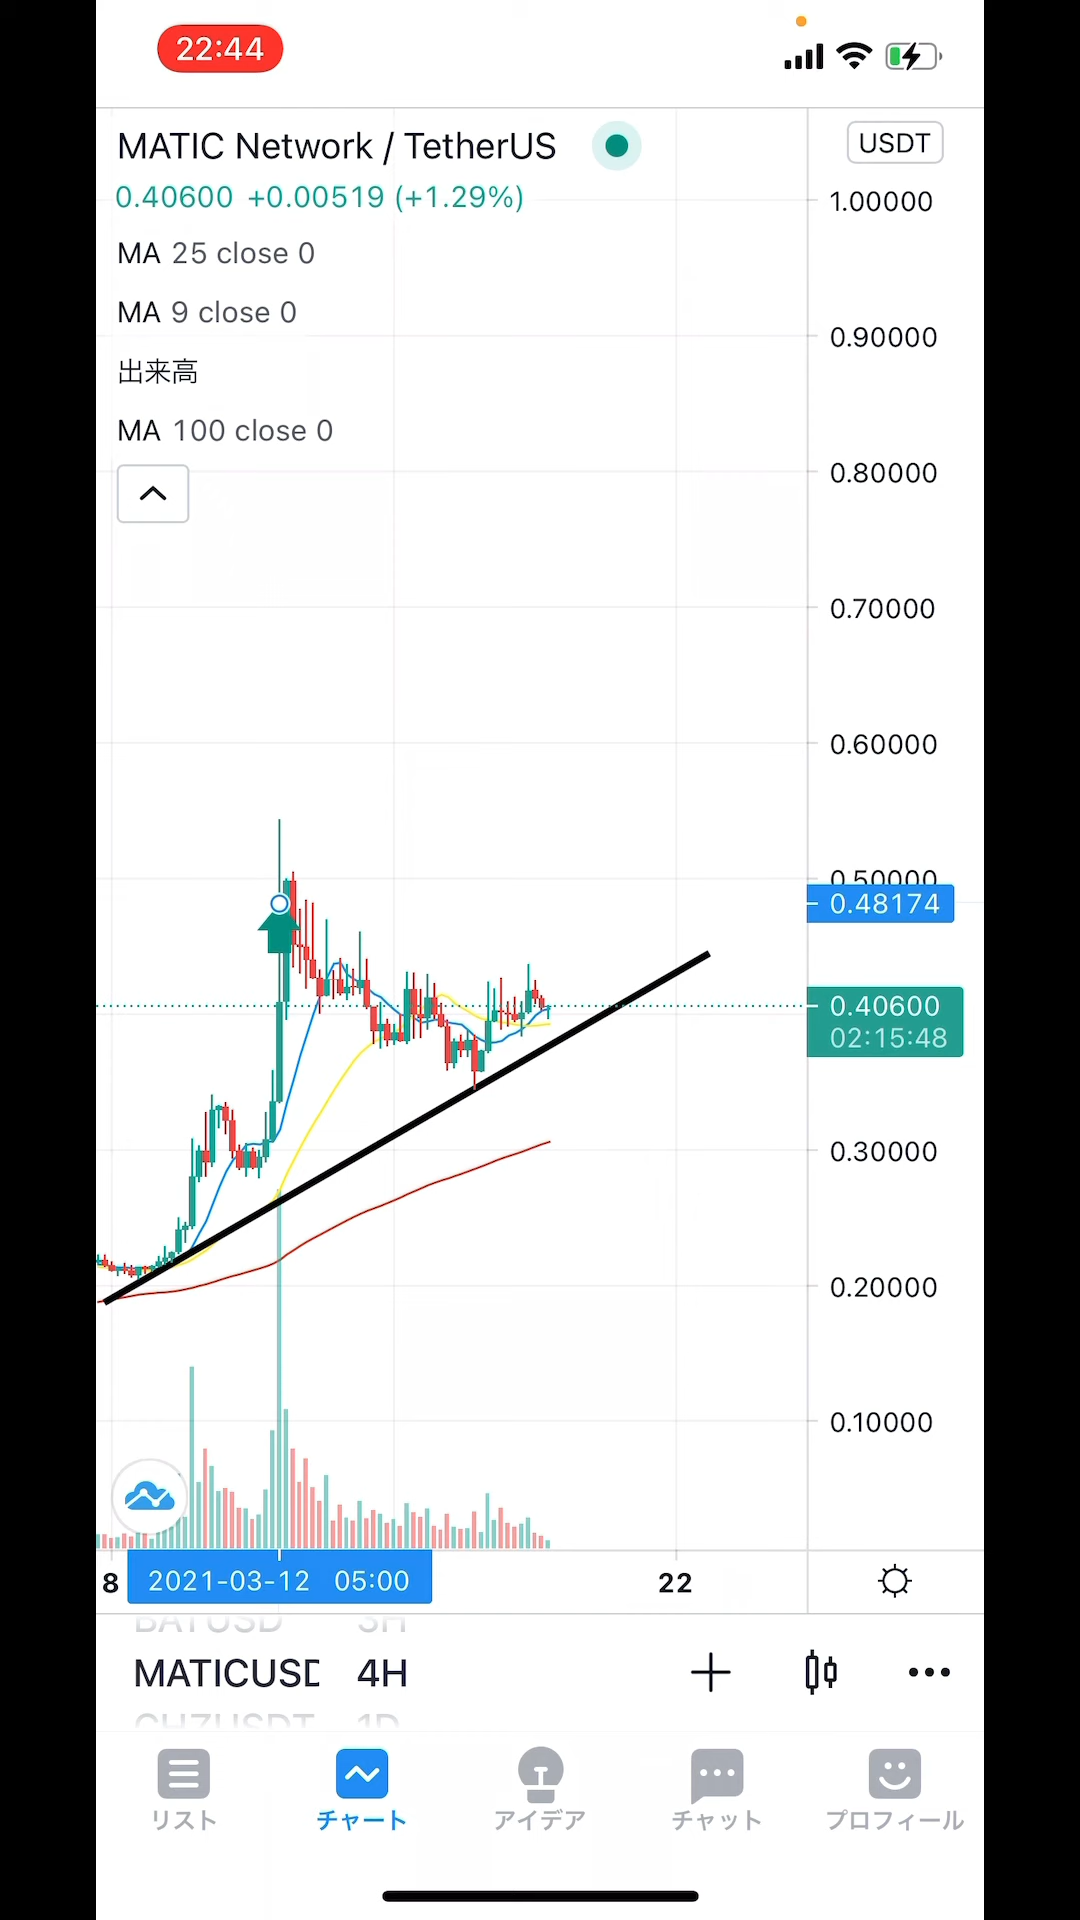 22:44
MATIC Network / TetherUS
USDT
0.40600 +0.00519 (+1.29%)
1.00000
MA 25 close 0
MA 9 close 0
0.90000
出来高
MA 100 close 0
0.80000
0.70000
0.60000
0.50000
0.48174
0.40600
02:15:48
0.30000
0.20000
0.10000
8 2021-03-12 05:00 22
BATUSD 3H
MATICUSD 4H
CHZUSDT 1D
リスト チャート アイデア チャット プロフィール